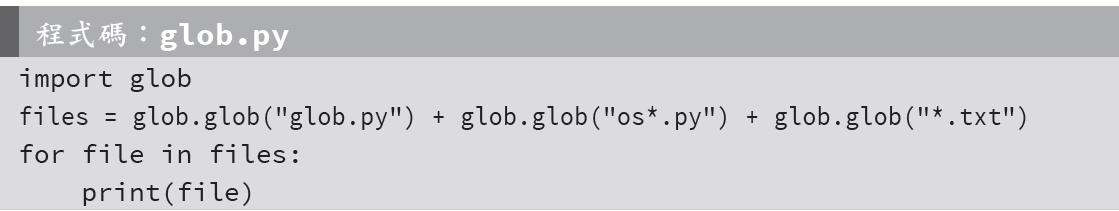 程式碼：glob.py
import glob
files = glob.glob("glob.py") + glob.glob("os*.py") + glob.glob("*.txt")
for file in files:
    print(file)